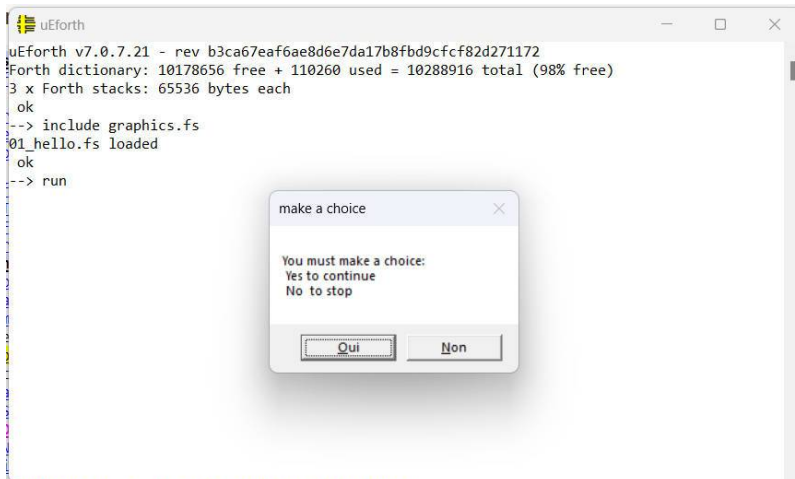 uEforth
uEforth v7.0.7.21 - rev b3ca67eaf6ae8d6e7da17b8fbd9cfcf82d271172
Forth dictionary: 10178656 free + 110260 used = 10288916 total (98% free)
3 x Forth stacks: 65536 bytes each
ok
--> include graphics.fs
01_hello.fs loaded
ok
--> run
make a choice
You must make a choice:
Yes to continue
No to stop
Oui
Non